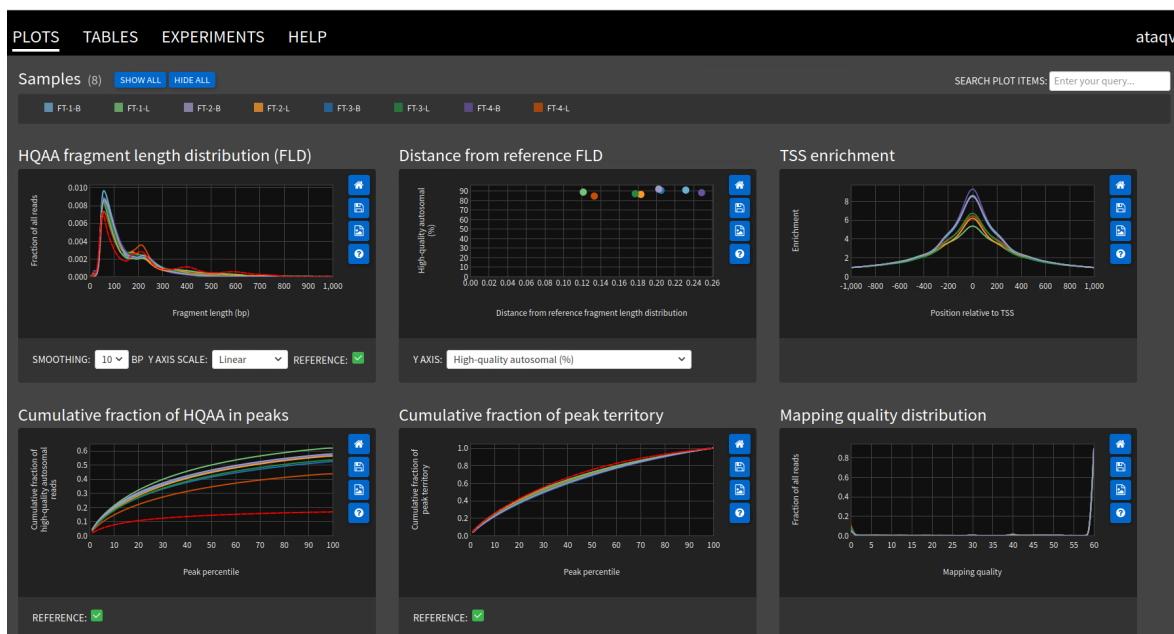 PLOTS TABLES EXPERIMENTS HELP ataqv
Samples (8) SHOW ALL HIDE ALL SEARCH PLOT ITEMS: Enter your query...
FT-1-B FT-1-L FT-2-B FT-2-L FT-3-B FT-3-L FT-4-B FT-4-L
HQAA fragment length distribution (FLD)
Fraction of all reads
0.010
0.008
0.006
0.004
0.002
0.000
0 100 200 300 400 500 600 700 800 900 1,000
Fragment length (bp)
SMOOTHING: 10 BP Y AXIS SCALE: Linear REFERENCE:
Distance from reference FLD
High-quality autosomal
(%)
90
80
70
60
50
40
30
20
10
0
0.00 0.02 0.04 0.06 0.08 0.10 0.12 0.14 0.16 0.18 0.20 0.22 0.24 0.26
Distance from reference fragment length distribution
Y AXIS: High-quality autosomal (%)
TSS enrichment
Enrichment
8
6
4
2
0
-1,000 -800 -600 -400 -200 0 200 400 600 800 1,000
Position relative to TSS
Cumulative fraction of HQAA in peaks
Cumulative fraction of
high-quality autosomal
reads
0.6
0.5
0.4
0.3
0.2
0.1
0.0
0 10 20 30 40 50 60 70 80 90 100
Peak percentile
REFERENCE:
Cumulative fraction of peak territory
Cumulative fraction of
peak territory
1.0
0.8
0.6
0.4
0.2
0.0
0 10 20 30 40 50 60 70 80 90 100
Peak percentile
REFERENCE:
Mapping quality distribution
Fraction of all reads
0.8
0.6
0.4
0.2
0.0
0 5 10 15 20 25 30 35 40 45 50 55 60
Mapping quality